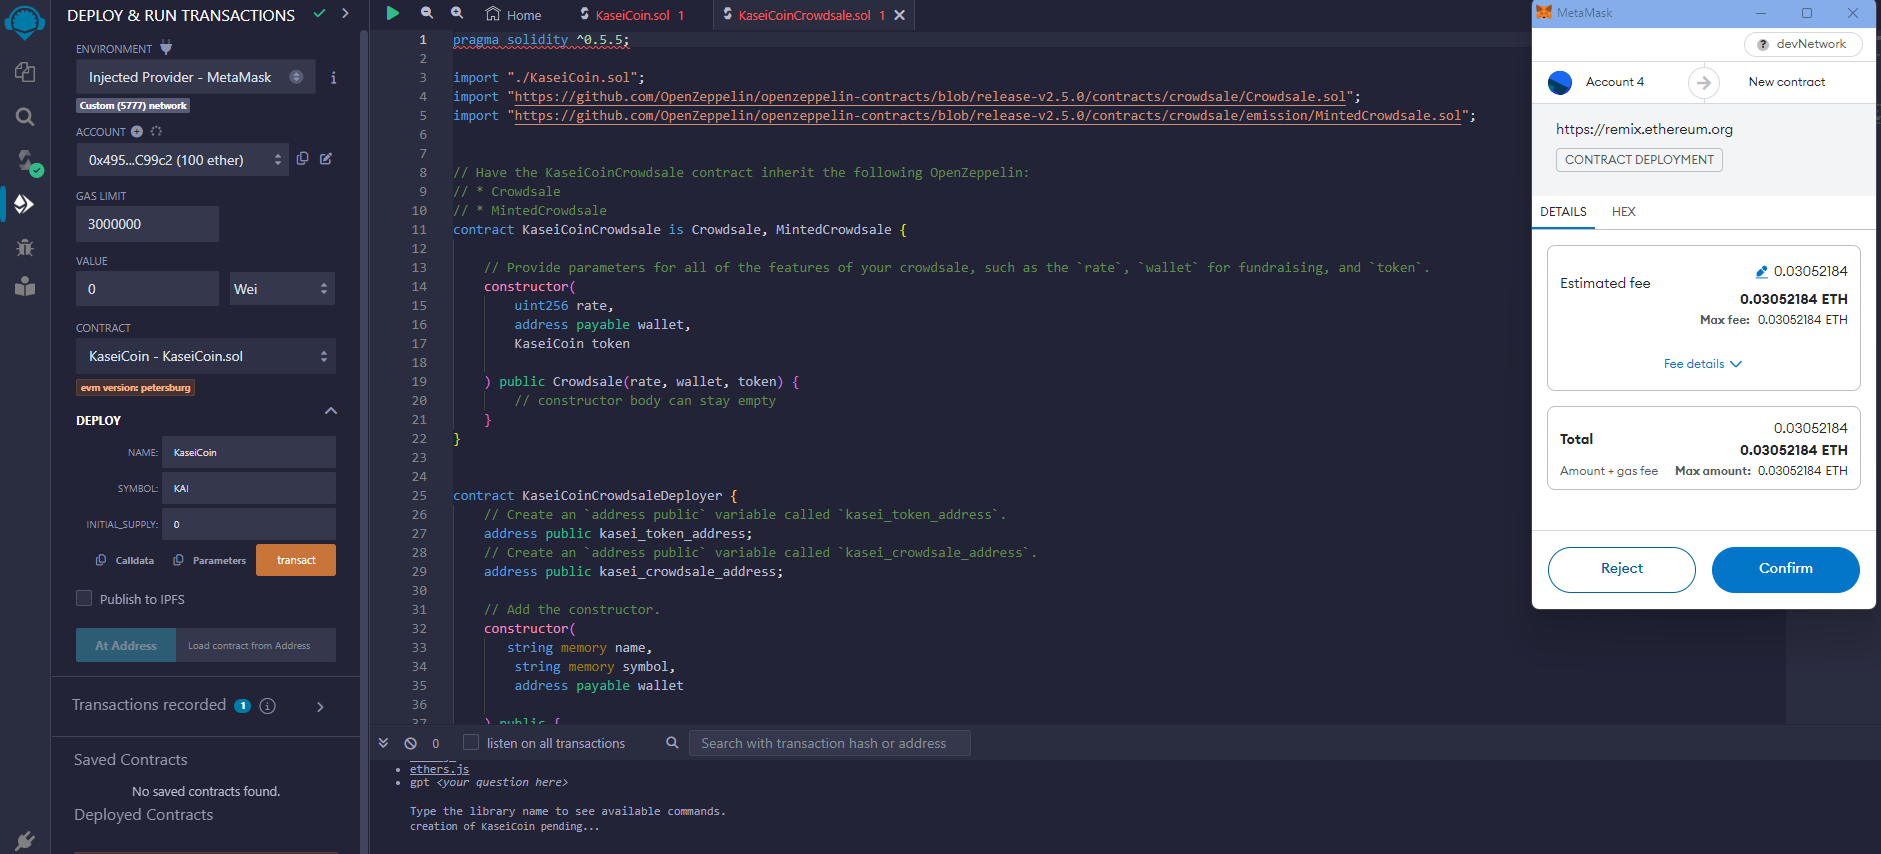 DEPLOY & RUN TRANSACTIONS
ENVIRONMENT
Injected Provider - MetaMask
Custom (5777) network
ACCOUNT
0x495...C99c2 (100 ether)
GAS LIMIT
3000000
VALUE
0
Wei
CONTRACT
KaseiCoin - KaseiCoin.sol
evm version: petersburg
DEPLOY
NAME: KaseiCoin
SYMBOL: KAI
INITIAL_SUPPLY: 0
Calldata Parameters transact
Publish to IPFS
At Address Load contract from Address
Transactions recorded 1
Saved Contracts
No saved contracts found.
Deployed Contracts
Home
KaseiCoin.sol 1
KaseiCoinCrowdsale.sol 1
1 pragma solidity ^0.5.5;
2
3 import "./KaseiCoin.sol";
4 import "https://github.com/OpenZeppelin/openzeppelin-contracts/blob/release-v2.5.0/contracts/crowdsale/Crowdsale.sol";
5 import "https://github.com/OpenZeppelin/openzeppelin-contracts/blob/release-v2.5.0/contracts/crowdsale/emission/MintedCrowdsale.sol";
6
7
8 // Have the KaseiCoinCrowdsale contract inherit the following OpenZeppelin:
9 // * Crowdsale
10 // * MintedCrowdsale
11 contract KaseiCoinCrowdsale is Crowdsale, MintedCrowdsale {
12
13 // Provide parameters for all of the features of your crowdsale, such as the `rate`, `wallet` for fundraising, and `token`.
14 constructor(
15 uint256 rate,
16 address payable wallet,
17 KaseiCoin token
18
19 ) public Crowdsale(rate, wallet, token) {
20 // constructor body can stay empty
21 }
22 }
23
24
25 contract KaseiCoinCrowdsaleDeployer {
26 // Create an `address public` variable called `kasei_token_address`.
27 address public kasei_token_address;
28 // Create an `address public` variable called `kasei_crowdsale_address`.
29 address public kasei_crowdsale_address;
30
31 // Add the constructor.
32 constructor(
33 string memory name,
34 string memory symbol,
35 address payable wallet
36
37 ) public {
0
listen on all transactions
Search with transaction hash or address
ethers.js
gpt <your question here>
Type the library name to see available commands.
creation of KaseiCoin pending...
MetaMask
devNetwork
Account 4
New contract
https://remix.ethereum.org
CONTRACT DEPLOYMENT
DETAILS HEX
0.03052184
Estimated fee
0.03052184 ETH
Max fee: 0.03052184 ETH
Fee details
0.03052184
Total
0.03052184 ETH
Amount + gas fee Max amount: 0.03052184 ETH
Reject Confirm